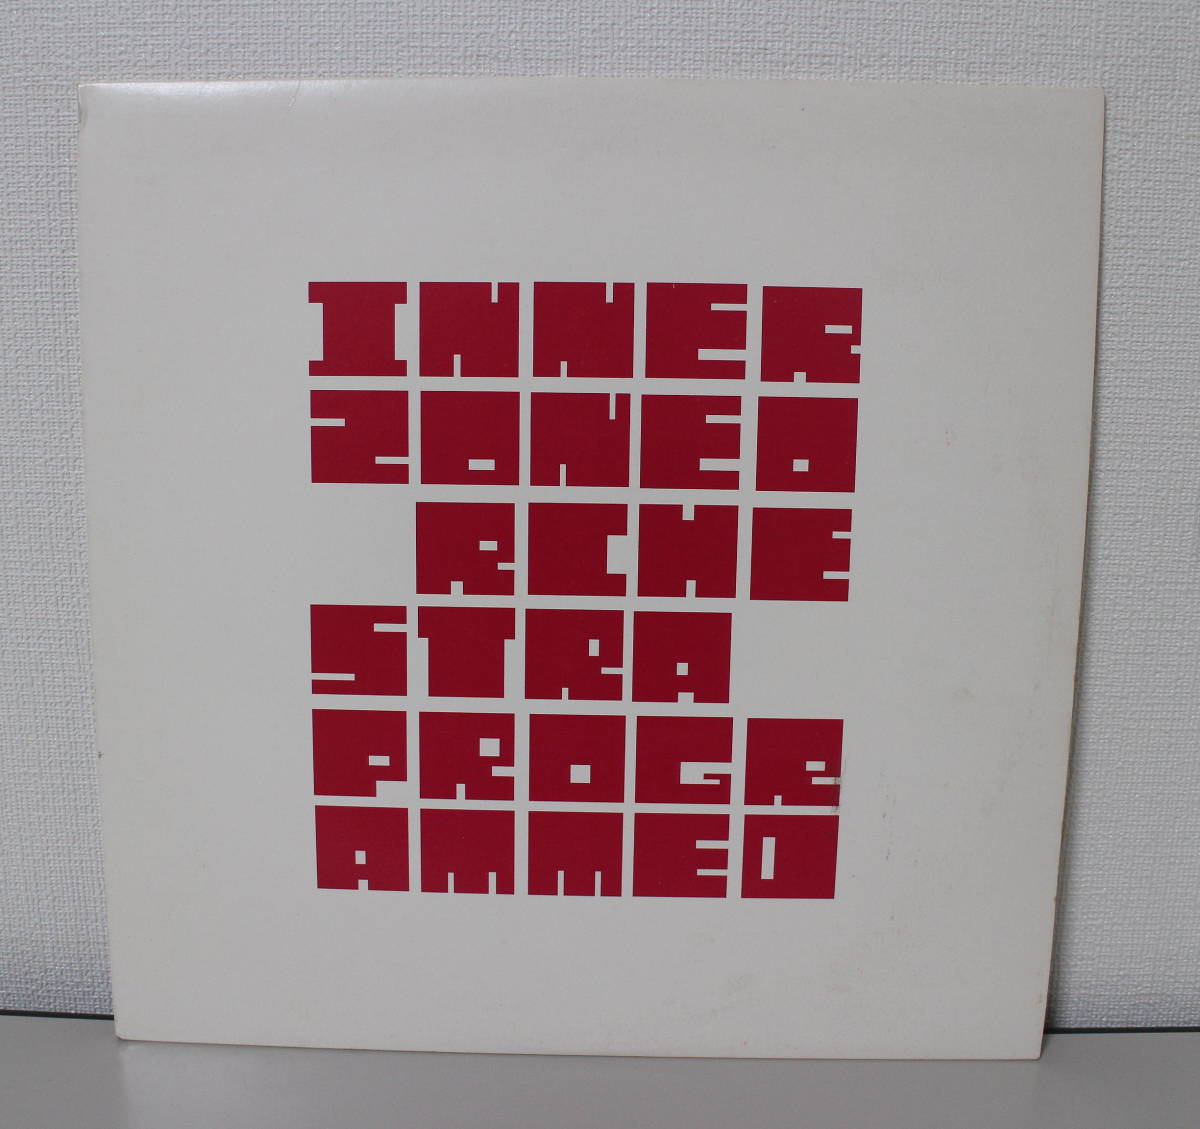 INNER
ZONEO
RCHE
STRA
PROGR
AMMED